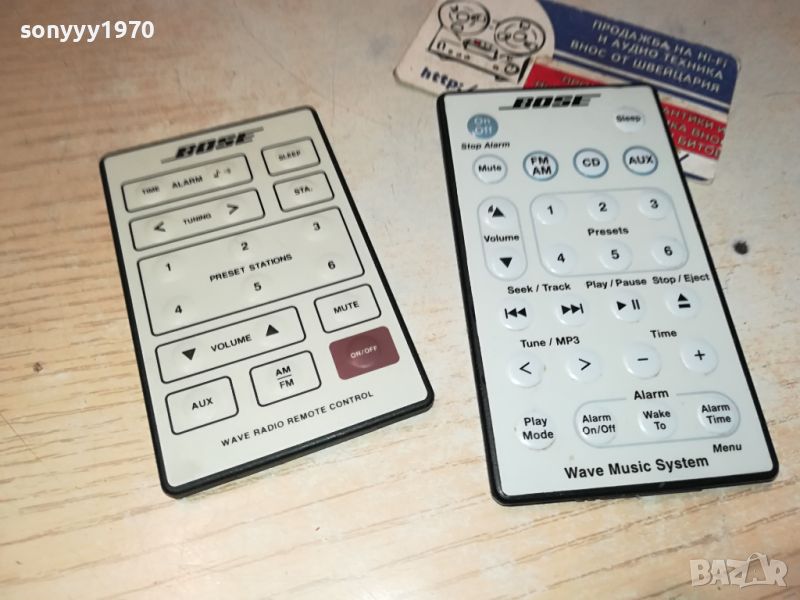 sonyyy1970
BOSE
TIME ALARM
SLEEP
< TUNING >
STA.
1 2 3
PRESET STATIONS
4 5 6
VOLUME
MUTE
AUX
AM
FM
ON/OFF
WAVE RADIO REMOTE CONTROL
http:/
ПРОДАЖБА НА HI-FI
И АУДИО ТЕХНИКА
ВНОС ОТ ШВЕЙЦАРИЯ
BOSE
On
Off
Sleep
Stop Alarm
Mute
FM
AM
CD
AUX
Volume
1 2 3
Presets
4 5 6
Seek / Track
Play / Pause
Stop / Eject
Tune / MP3
Time
< > − +
Alarm
Play
Mode
Alarm
On/Off
Wake
To
Alarm
Time
Menu
Wave Music System
BAZAR